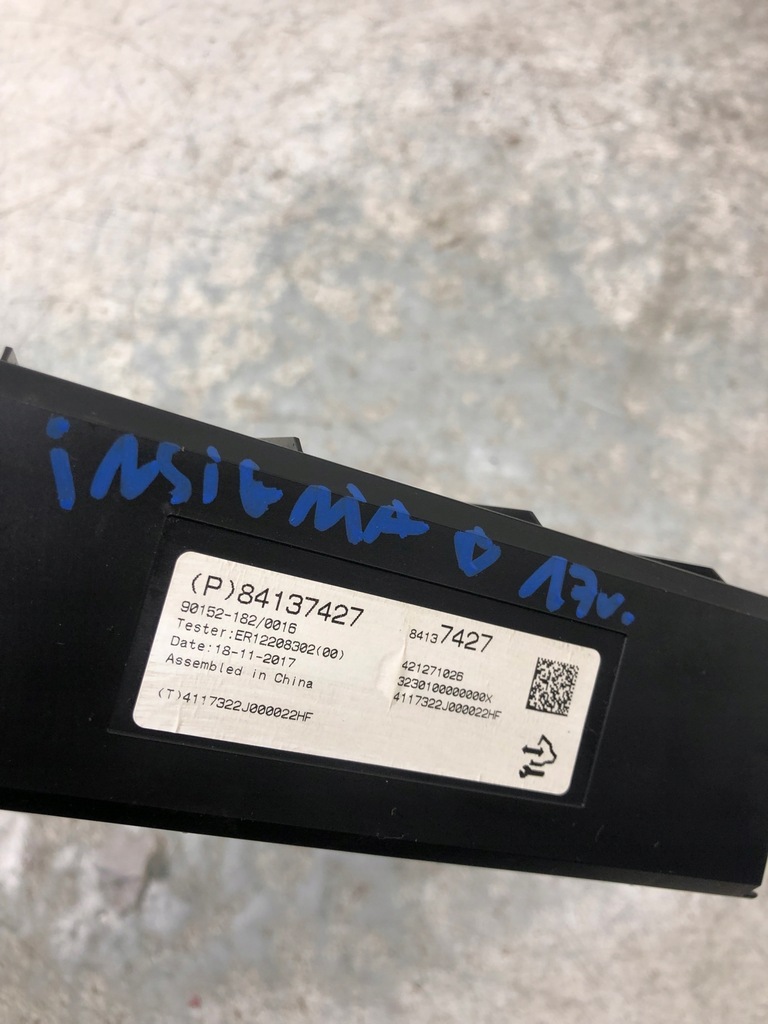 INSIGNIA D 17v.
(P)84137427
90152-182/0016
Tester:ER12208302(00)
Date:18-11-2017
Assembled in China
(T)4117322J000022HF
84137427
421271026
3230100000000X
4117322J000022HF